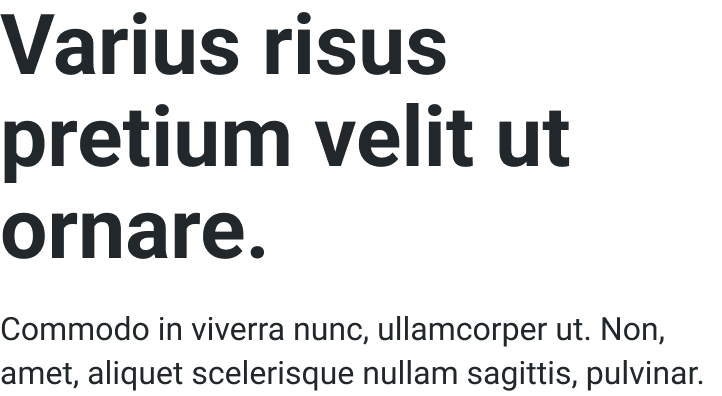 Varius risus
pretium velit ut
ornare.
Commodo in viverra nunc, ullamcorper ut. Non,
amet, aliquet scelerisque nullam sagittis, pulvinar.